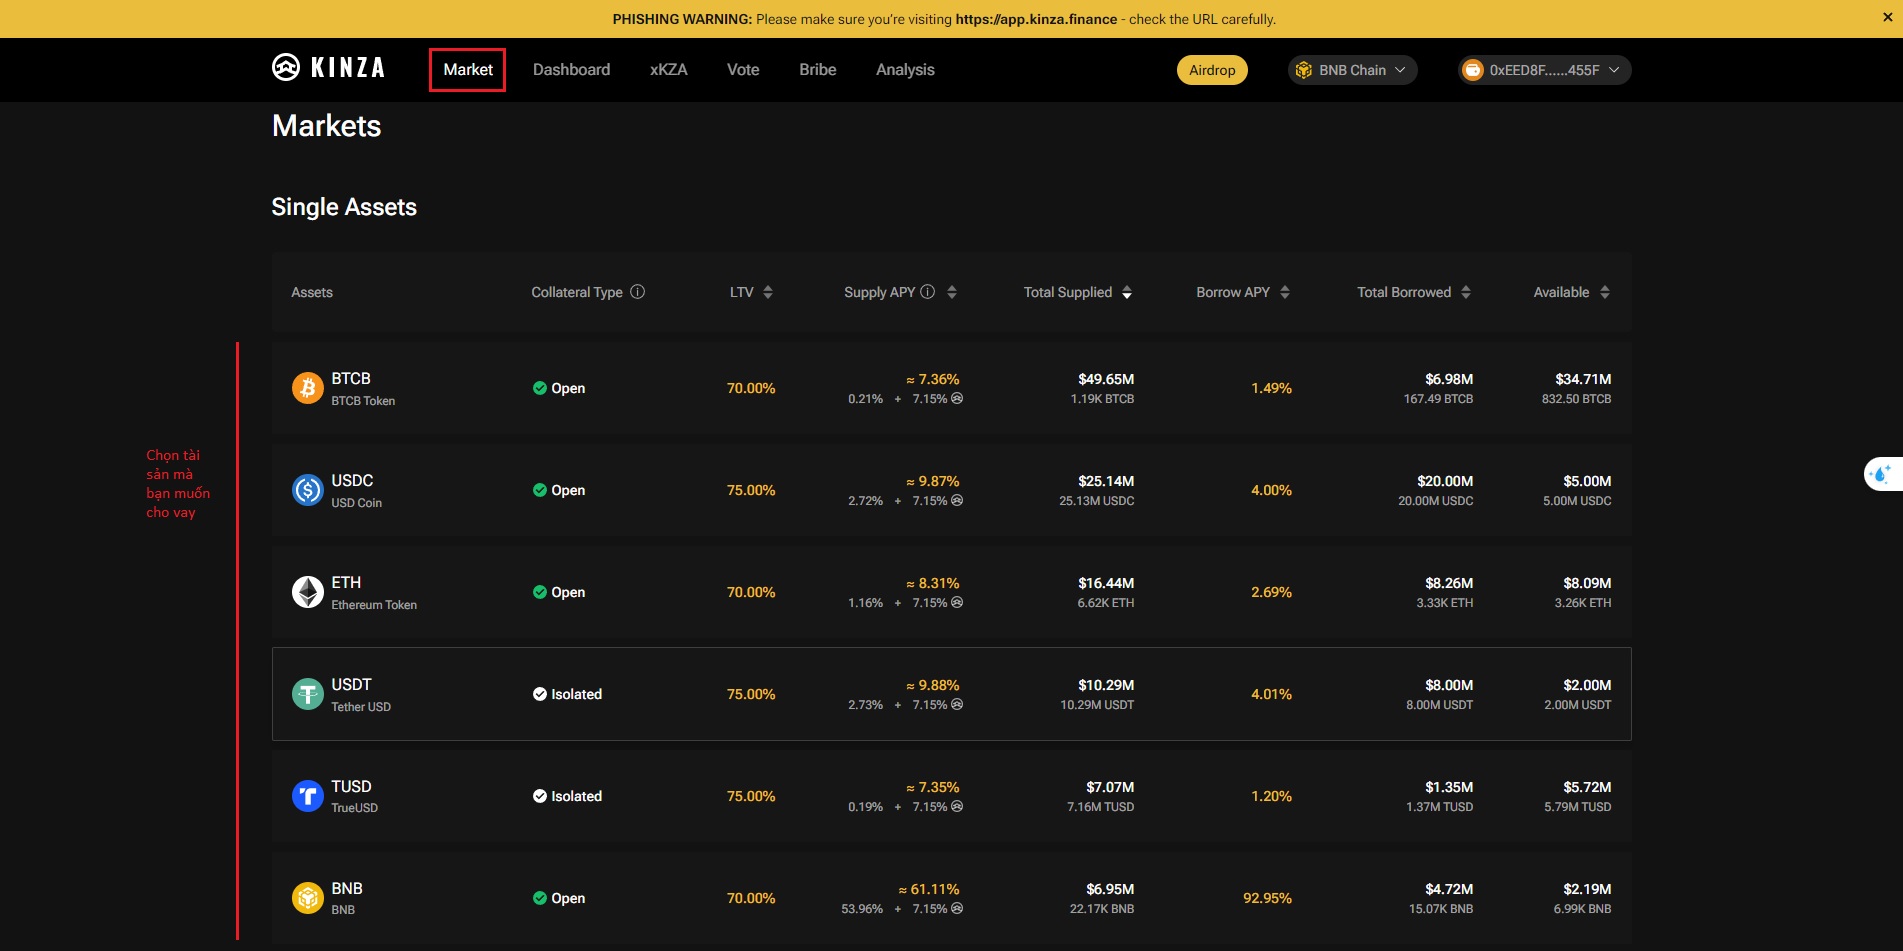 PHISHING WARNING: Please make sure you're visiting https://app.kinza.finance - check the URL carefully.
KINZA Market Dashboard xKZA Vote Bribe Analysis Airdrop BNB Chain 0xEED8F......455F
Markets
Single Assets
Assets Collateral Type LTV Supply APY Total Supplied Borrow APY Total Borrowed Available
BTCB Open 70.00% ≈ 7.36% $49.65M 1.49% $6.98M $34.71M
BTCB Token 0.21% + 7.15% 1.19K BTCB 167.49 BTCB 832.50 BTCB
USDC Open 75.00% ≈ 9.87% $25.14M 4.00% $20.00M $5.00M
USD Coin 2.72% + 7.15% 25.13M USDC 20.00M USDC 5.00M USDC
ETH Open 70.00% ≈ 8.31% $16.44M 2.69% $8.26M $8.09M
Ethereum Token 1.16% + 7.15% 6.62K ETH 3.33K ETH 3.26K ETH
USDT Isolated 75.00% ≈ 9.88% $10.29M 4.01% $8.00M $2.00M
Tether USD 2.73% + 7.15% 10.29M USDT 8.00M USDT 2.00M USDT
TUSD Isolated 75.00% ≈ 7.35% $7.07M 1.20% $1.35M $5.72M
TrueUSD 0.19% + 7.15% 7.16M TUSD 1.37M TUSD 5.79M TUSD
BNB Open 70.00% ≈ 61.11% $6.95M 92.95% $4.72M $2.19M
BNB 53.96% + 7.15% 22.17K BNB 15.07K BNB 6.99K BNB
Chọn tài
sản mà
bạn muốn
cho vay